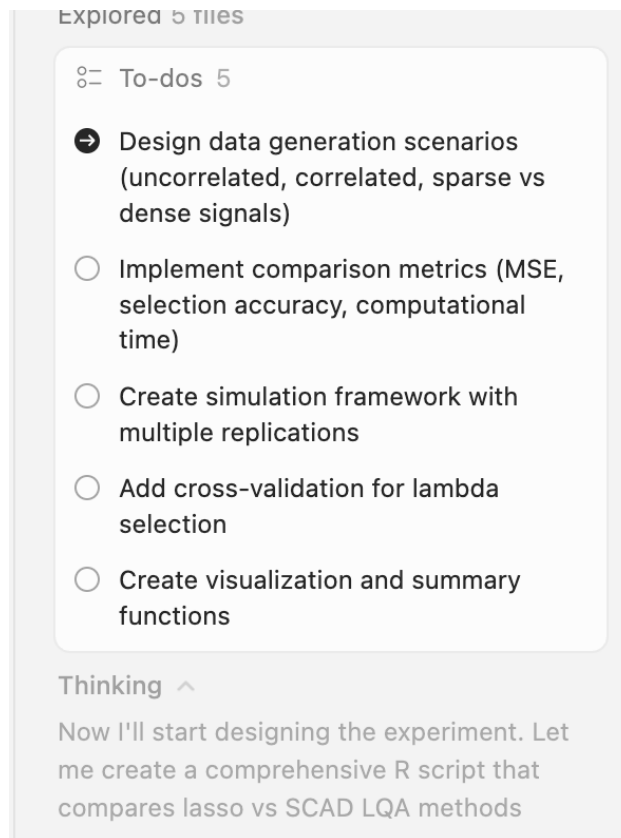 Explored 5 files
To-dos 5
Design data generation scenarios
(uncorrelated, correlated, sparse vs
dense signals)
Implement comparison metrics (MSE,
selection accuracy, computational
time)
Create simulation framework with
multiple replications
Add cross-validation for lambda
selection
Create visualization and summary
functions
Thinking
Now I'll start designing the experiment. Let
me create a comprehensive R script that
compares lasso vs SCAD LQA methods